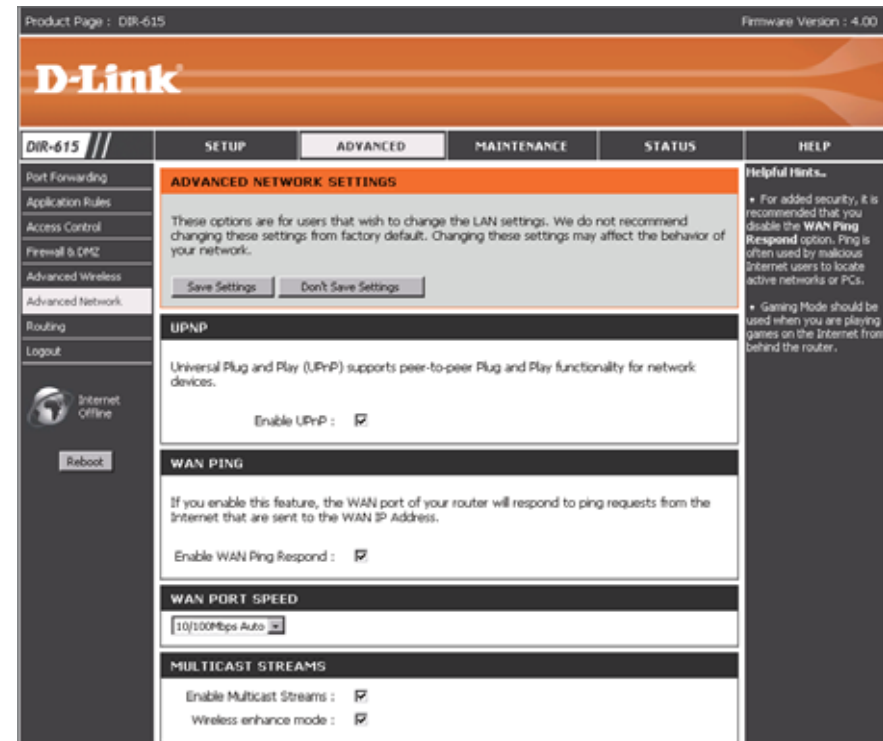 Product Page : DIR-615
Firmware Version : 4.00
D-Link
DIR-615
SETUP
ADVANCED
MAINTENANCE
STATUS
HELP
Port Forwarding
Application Rules
Access Control
Firewall & DMZ
Advanced Wireless
Advanced Network
Routing
Logout
Internet
Offline
Reboot
ADVANCED NETWORK SETTINGS
These options are for users that wish to change the LAN settings. We do not recommend
changing these settings from factory default. Changing these settings may affect the behavior of
your network.
Save Settings
Don't Save Settings
UPNP
Universal Plug and Play (UPnP) supports peer-to-peer Plug and Play functionality for network
devices.
Enable UPnP :
WAN PING
If you enable this feature, the WAN port of your router will respond to ping requests from the
Internet that are sent to the WAN IP Address.
Enable WAN Ping Respond :
WAN PORT SPEED
10/100Mbps Auto
MULTICAST STREAMS
Enable Multicast Streams :
Wireless enhance mode :
Helpful Hints..
• For added security, it is
recommended that you
disable the WAN Ping
Respond option. Ping is
often used by malicious
Internet users to locate
active networks or PCs.
• Gaming Mode should be
used when you are playing
games on the Internet from
behind the router.